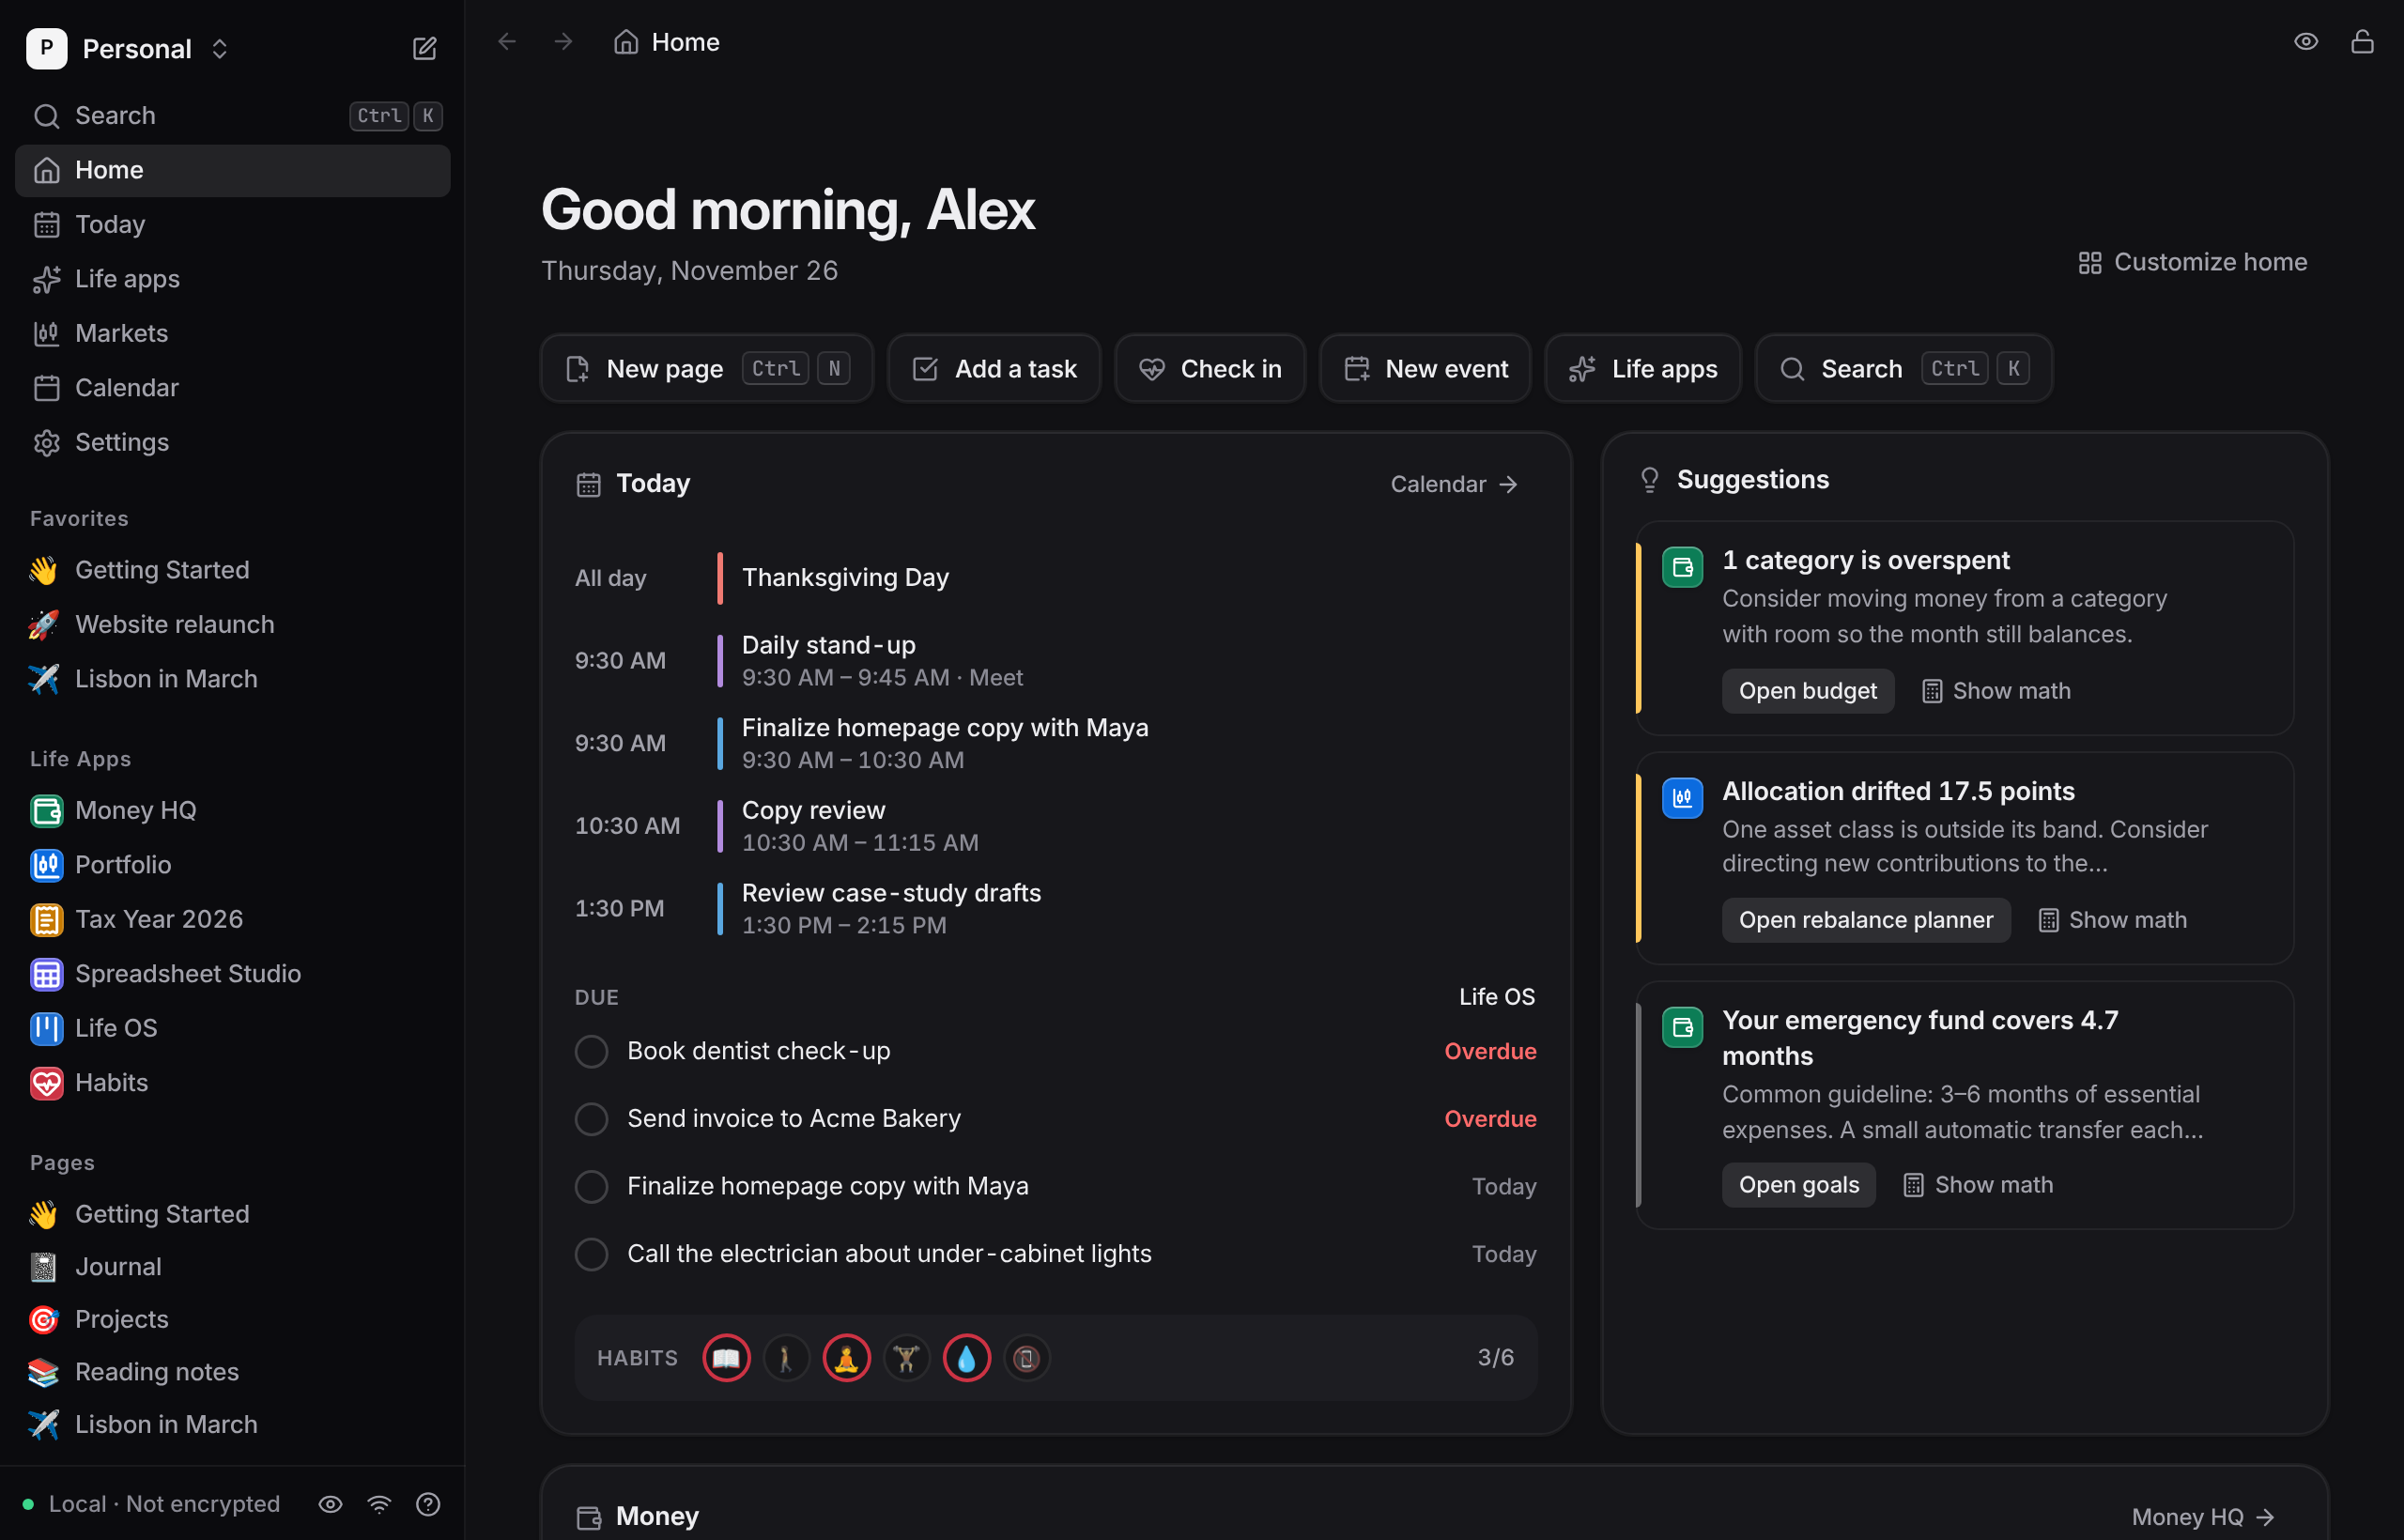 P Personal
Search Ctrl K
Home
Today
Life apps
Markets
Calendar
Settings
Favorites
Getting Started
Website relaunch
Lisbon in March
Life Apps
Money HQ
Portfolio
Tax Year 2026
Spreadsheet Studio
Life OS
Habits
Pages
Getting Started
Journal
Projects
Reading notes
Lisbon in March
Local · Not encrypted
Home
Good morning, Alex
Thursday, November 26
Customize home
New page Ctrl N
Add a task
Check in
New event
Life apps
Search Ctrl K
Today
Calendar
All day Thanksgiving Day
9:30 AM Daily stand-up
9:30 AM – 9:45 AM · Meet
9:30 AM Finalize homepage copy with Maya
9:30 AM – 10:30 AM
10:30 AM Copy review
10:30 AM – 11:15 AM
1:30 PM Review case-study drafts
1:30 PM – 2:15 PM
DUE Life OS
Book dentist check-up Overdue
Send invoice to Acme Bakery Overdue
Finalize homepage copy with Maya Today
Call the electrician about under-cabinet lights Today
HABITS 3/6
Suggestions
1 category is overspent
Consider moving money from a category
with room so the month still balances.
Open budget Show math
Allocation drifted 17.5 points
One asset class is outside its band. Consider
directing new contributions to the...
Open rebalance planner Show math
Your emergency fund covers 4.7
months
Common guideline: 3–6 months of essential
expenses. A small automatic transfer each...
Open goals Show math
Money
Money HQ